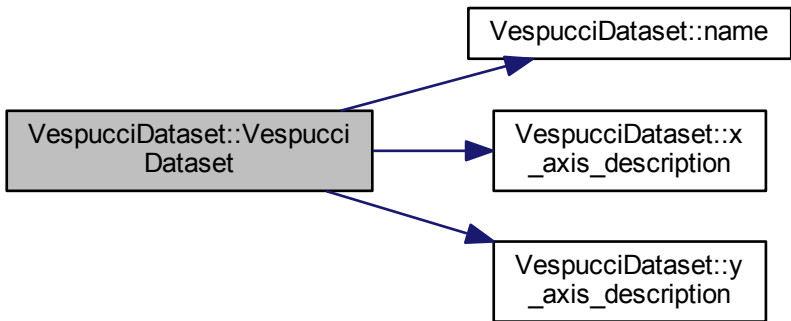 VespucciDataset::name
VespucciDataset::Vespucci
Dataset
VespucciDataset::x
_axis_description
VespucciDataset::y
_axis_description